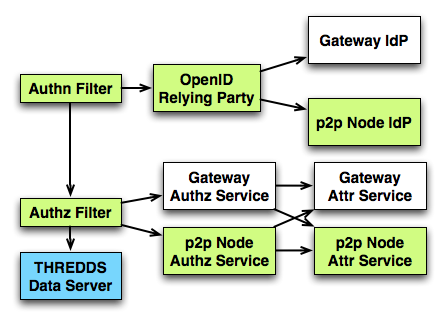 Gateway IdP
Authn Filter
OpenID
Relying Party
p2p Node IdP
Gateway
Authz Service
Gateway
Attr Service
Authz Filter
p2p Node
Authz Service
p2p Node
Attr Service
THREDDS
Data Server